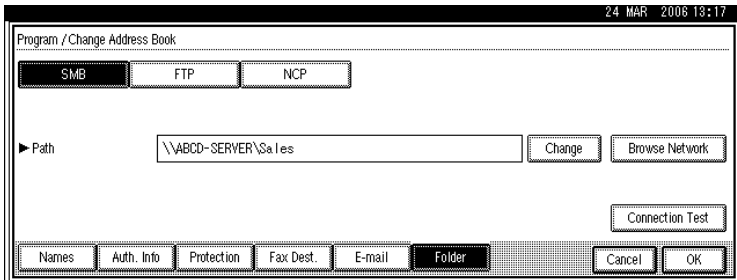 24 MAR 2006 13:17
Program / Change Address Book
SMB FTP NCP
▶ Path \\ABCD-SERVER\Sales Change Browse Network
Connection Test
Names Auth. Info Protection Fax Dest. E-mail Folder Cancel OK